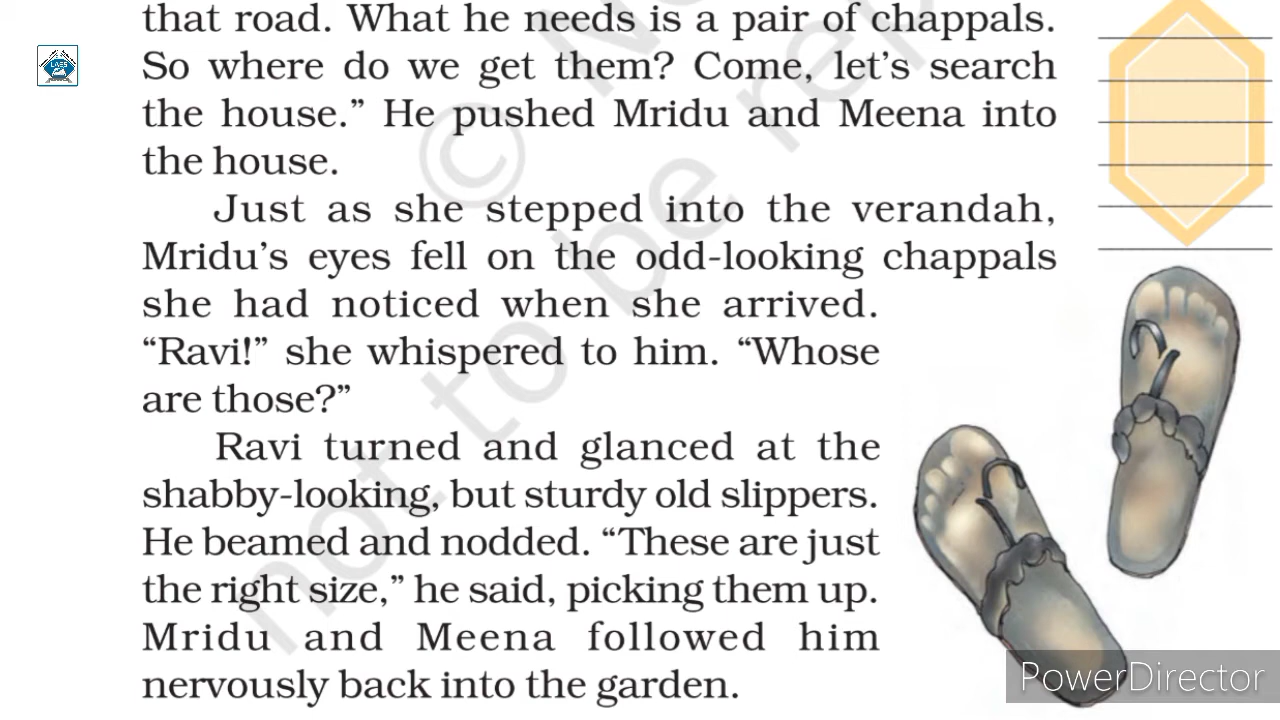 that road. What he needs is a pair of chappals.
So where do we get them? Come, let’s search
the house.” He pushed Mridu and Meena into
the house.
Just as she stepped into the verandah,
Mridu’s eyes fell on the odd-looking chappals
she had noticed when she arrived.
“Ravi!” she whispered to him. “Whose
are those?”
Ravi turned and glanced at the
shabby-looking, but sturdy old slippers.
He beamed and nodded. “These are just
the right size,” he said, picking them up.
Mridu and Meena followed him
nervously back into the garden.
© N
not to be rep
PowerDirector